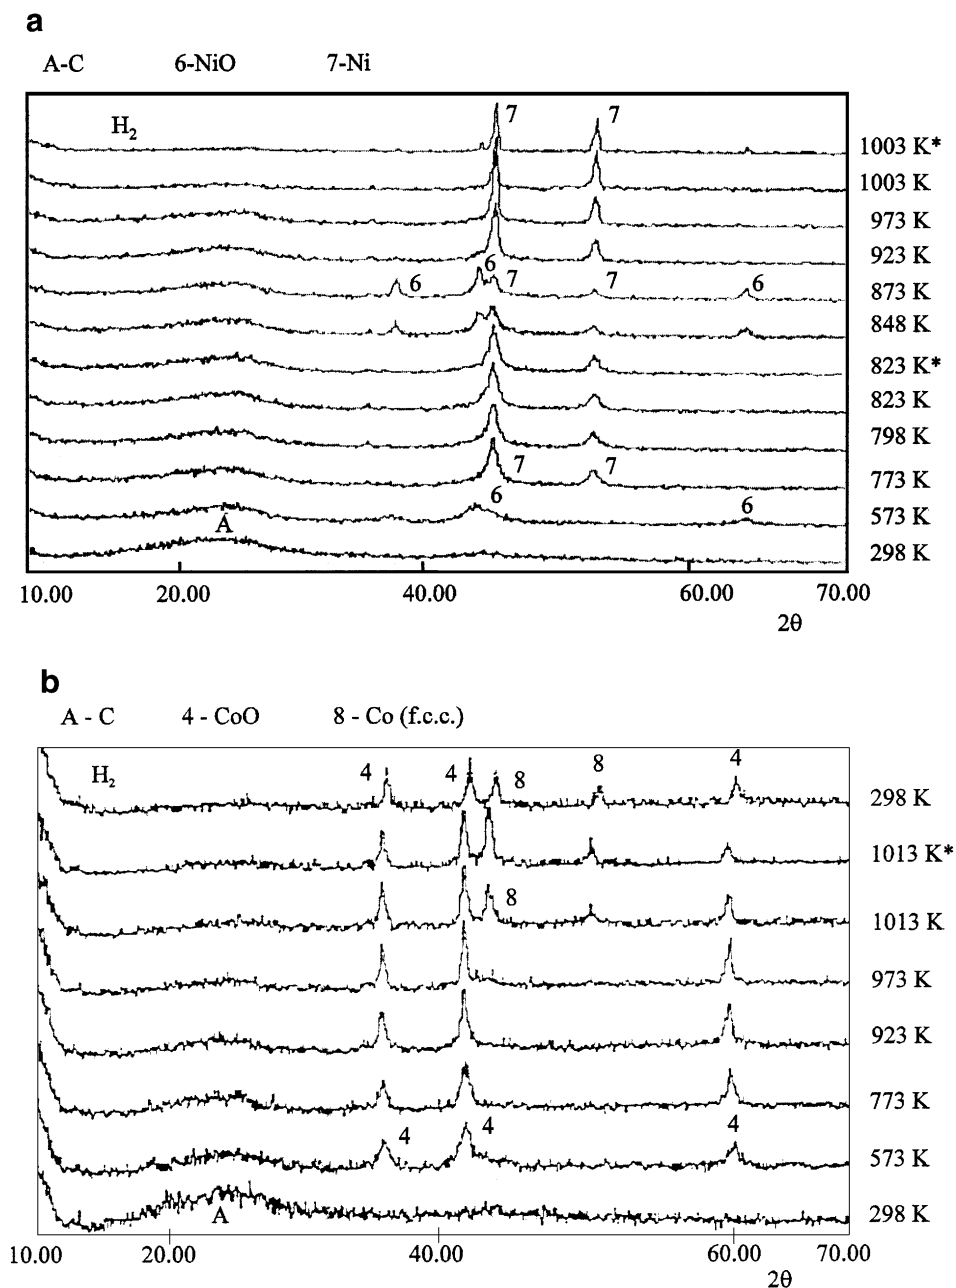 a
A-C 6-NiO 7-Ni
H₂ 7 7 1003 K*
1003 K
973 K
923 K
6
6 7 7 6 873 K
848 K
823 K*
823 K
798 K
7 7 773 K
6 6 573 K
A
298 K
10.00 20.00 40.00 60.00 70.00
2θ
b
A - C 4 - CoO 8 - Co (f.c.c.)
H₂ 4 4 8 8 4
298 K
1013 K*
8
1013 K
973 K
923 K
773 K
4 4 4
573 K
A 298 K
10.00 20.00 40.00 60.00 70.00
2θ